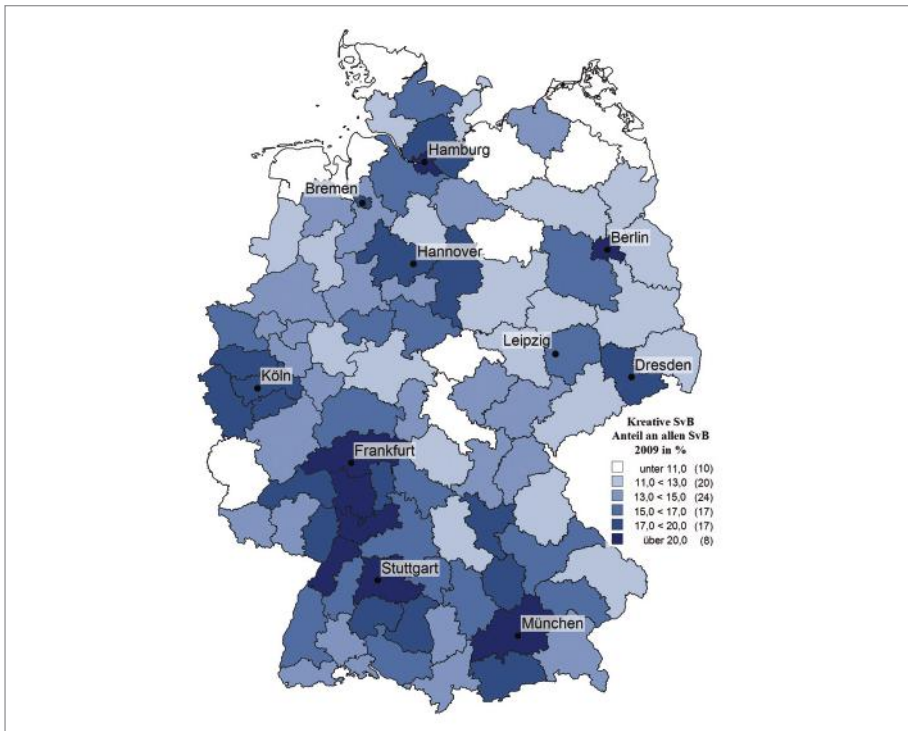 Hamburg
Bremen
Berlin
Hannover
Leipzig
Dresden
Köln
Kreative SvB
Anteil an allen SvB
2009 in %
Frankfurt
unter 11,0 (10)
11,0 < 13,0 (20)
13,0 < 15,0 (24)
15,0 < 17,0 (17)
17,0 < 20,0 (17)
über 20,0 (8)
Stuttgart
München